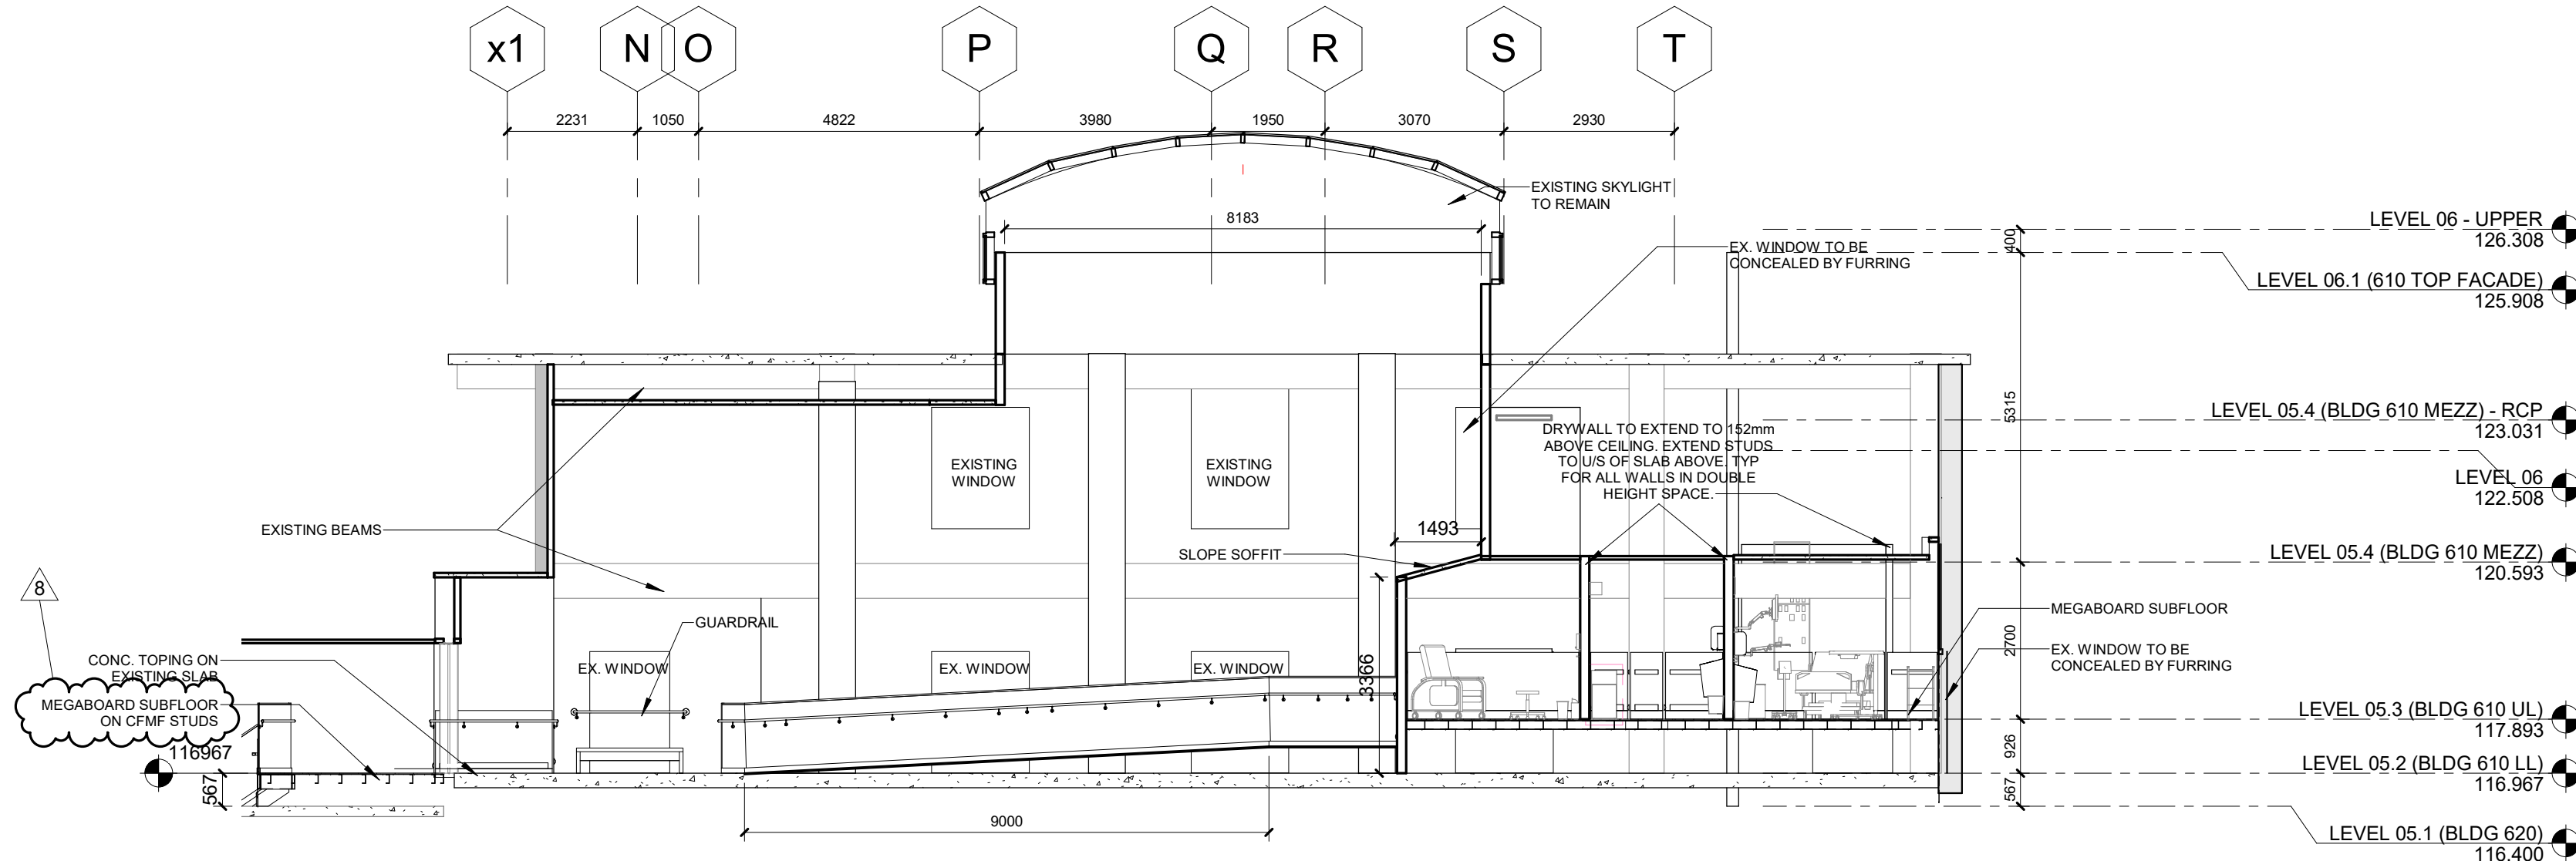 x1
N
O
P
Q
R
S
T
2231
1050
4822
3980
1950
3070
2930
EXISTING SKYLIGHT
TO REMAIN
8183
EX. WINDOW TO BE
CONCEALED BY FURRING
400
LEVEL 06 - UPPER
126.308
LEVEL 06.1 (610 TOP FACADE)
125.908
5315
LEVEL 05.4 (BLDG 610 MEZZ) - RCP
123.031
DRYWALL TO EXTEND TO 152mm
ABOVE CEILING. EXTEND STUDS
TO U/S OF SLAB ABOVE. TYP
FOR ALL WALLS IN DOUBLE
HEIGHT SPACE.
EXISTING
WINDOW
EXISTING
WINDOW
LEVEL 06
122.508
EXISTING BEAMS
1493
SLOPE SOFFIT
LEVEL 05.4 (BLDG 610 MEZZ)
120.593
8
GUARDRAIL
MEGABOARD SUBFLOOR
2700
EX. WINDOW TO BE
CONCEALED BY FURRING
CONC. TOPING ON
EXISTING SLAB
EX. WINDOW
EX. WINDOW
EX. WINDOW
3366
MEGABOARD SUBFLOOR
ON CFMF STUDS
LEVEL 05.3 (BLDG 610 UL)
117.893
116967
926
LEVEL 05.2 (BLDG 610 LL)
116.967
567
567
9000
LEVEL 05.1 (BLDG 620)
116.400